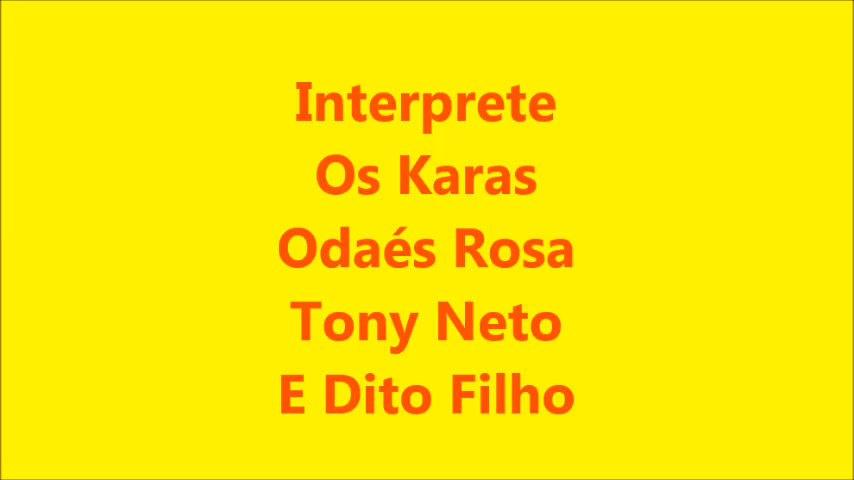 Interprete
Os Karas
Odaés Rosa
Tony Neto
E Dito Filho